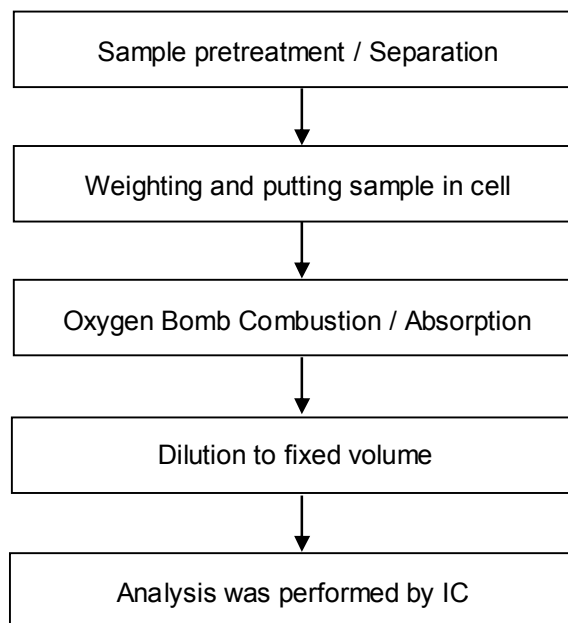 Sample pretreatment / Separation
Weighting and putting sample in cell
Oxygen Bomb Combustion / Absorption
Dilution to fixed volume
Analysis was performed by IC